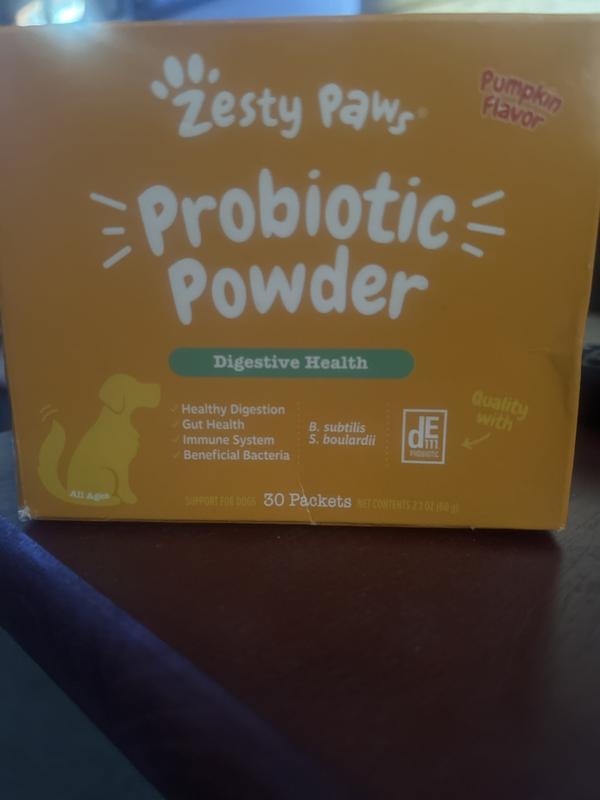 Zesty Paws®
Pumpkin
Flavor
Probiotic
Powder
Digestive Health
✓ Healthy Digestion
✓ Gut Health
✓ Immune System
✓ Beneficial Bacteria
B. subtilis
S. boulardii
dE
111
PROBIOTIC
Quality
with
All Ages
SUPPORT FOR DOGS 30 Packets NET CONTENTS 2.1 OZ (60 g)